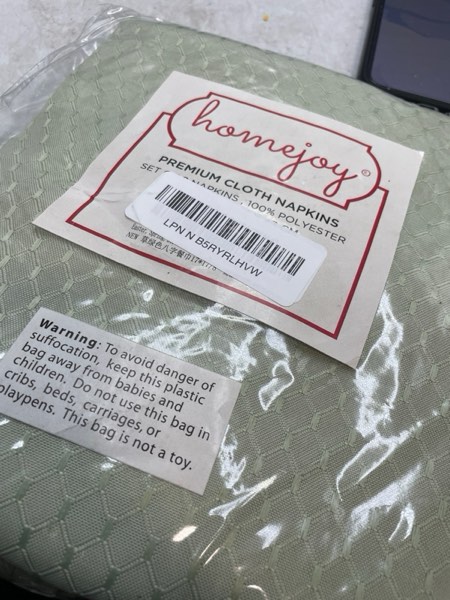 homejoy©
PREMIUM CLOTH NAPKINS
SET NAPKINS, 100% POLYESTER
CM
LPN N B5RYRLHVW
NEW
Warning: To avoid danger of
suffocation, keep this plastic
bag away from babies and
children. Do not use this bag in
cribs, beds, carriages, or
playpens. This bag is not a toy.